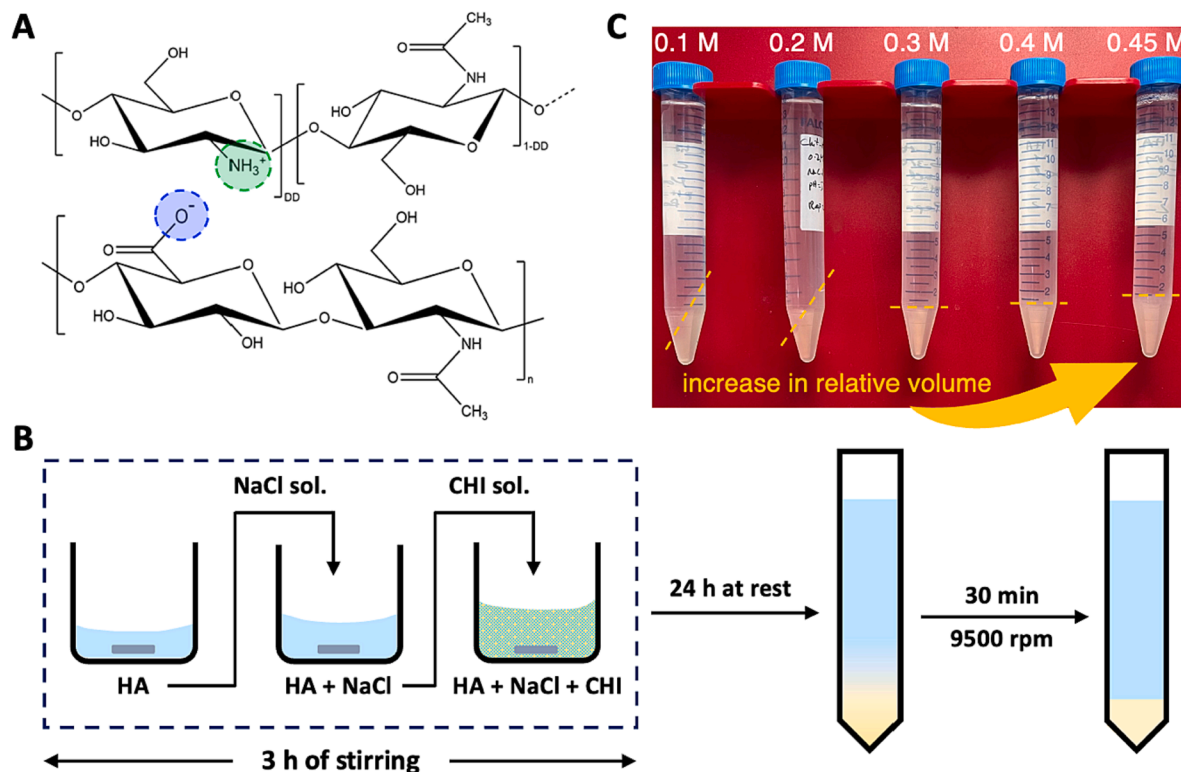 A
OH
O
O
HO
NH₃⁺
DD
CH₃
O
NH
HO
O
O
O
OH
1-DD
O⁻
O
O
HO
OH
O
OH
HO
O
O
NH
O
CH₃
n
C
0.1 M 0.2 M 0.3 M 0.4 M 0.45 M
increase in relative volume
B
NaCl sol. CHI sol.
HA HA + NaCl HA + NaCl + CHI
3 h of stirring
24 h at rest
30 min
9500 rpm